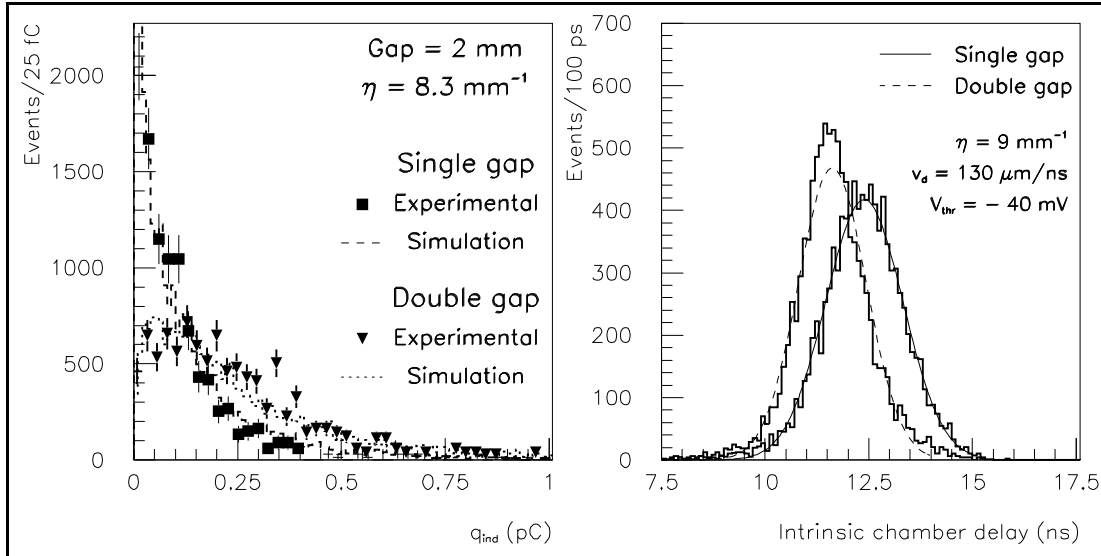 Events/25 fC
2000
1500
1000
500
0
0
0.25
0.5
0.75
1
q_ind (pC)
Gap = 2 mm
η = 8.3 mm⁻¹
Single gap
Experimental
Simulation
Double gap
Experimental
Simulation
Events/100 ps
700
600
500
400
300
200
100
0
7.5
10
12.5
15
17.5
Intrinsic chamber delay (ns)
Single gap
Double gap
η = 9 mm⁻¹
v_d = 130 μm/ns
V_thr = − 40 mV